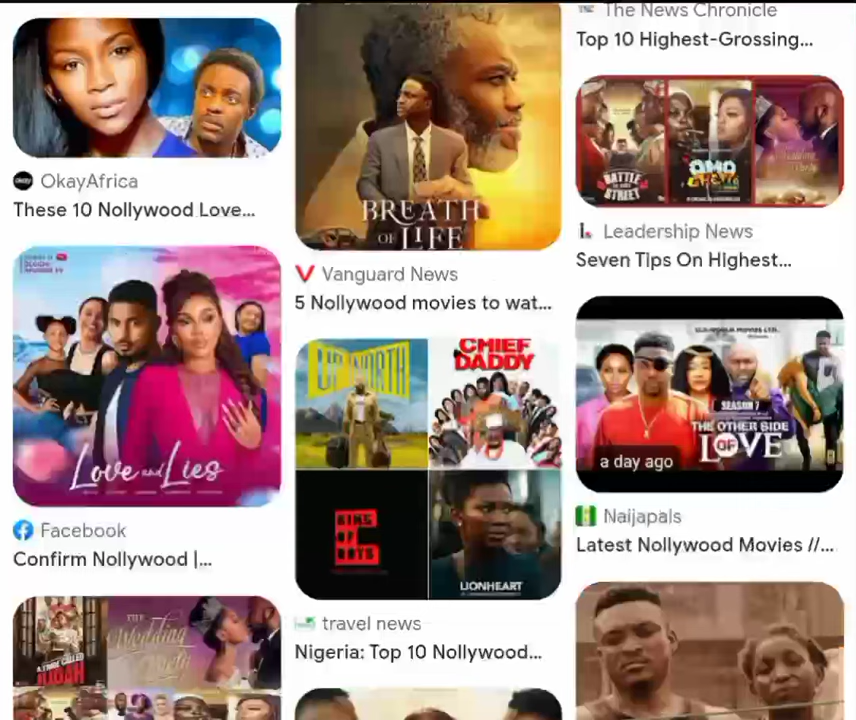 OkayAfrica
These 10 Nollywood Love...
Love and Lies
Facebook
Confirm Nollywood |...
A TRIBE CALLED
JUDAH
THE
Wedding
Party
BREATH
OF LIFE
Vanguard News
5 Nollywood movies to wat...
UP NORTH
CHIEF
DADDY
KING
OF
BOYS
LIONHEART
travel news
Nigeria: Top 10 Nollywood...
The News Chronicle
Top 10 Highest-Grossing...
BATTLE
STREET
OMO
GHETTO
Wedding
Party
Leadership News
Seven Tips On Highest...
SEASON 7
THE OTHER SIDE
OF
LOVE
a day ago
Naijapals
Latest Nollywood Movies //...